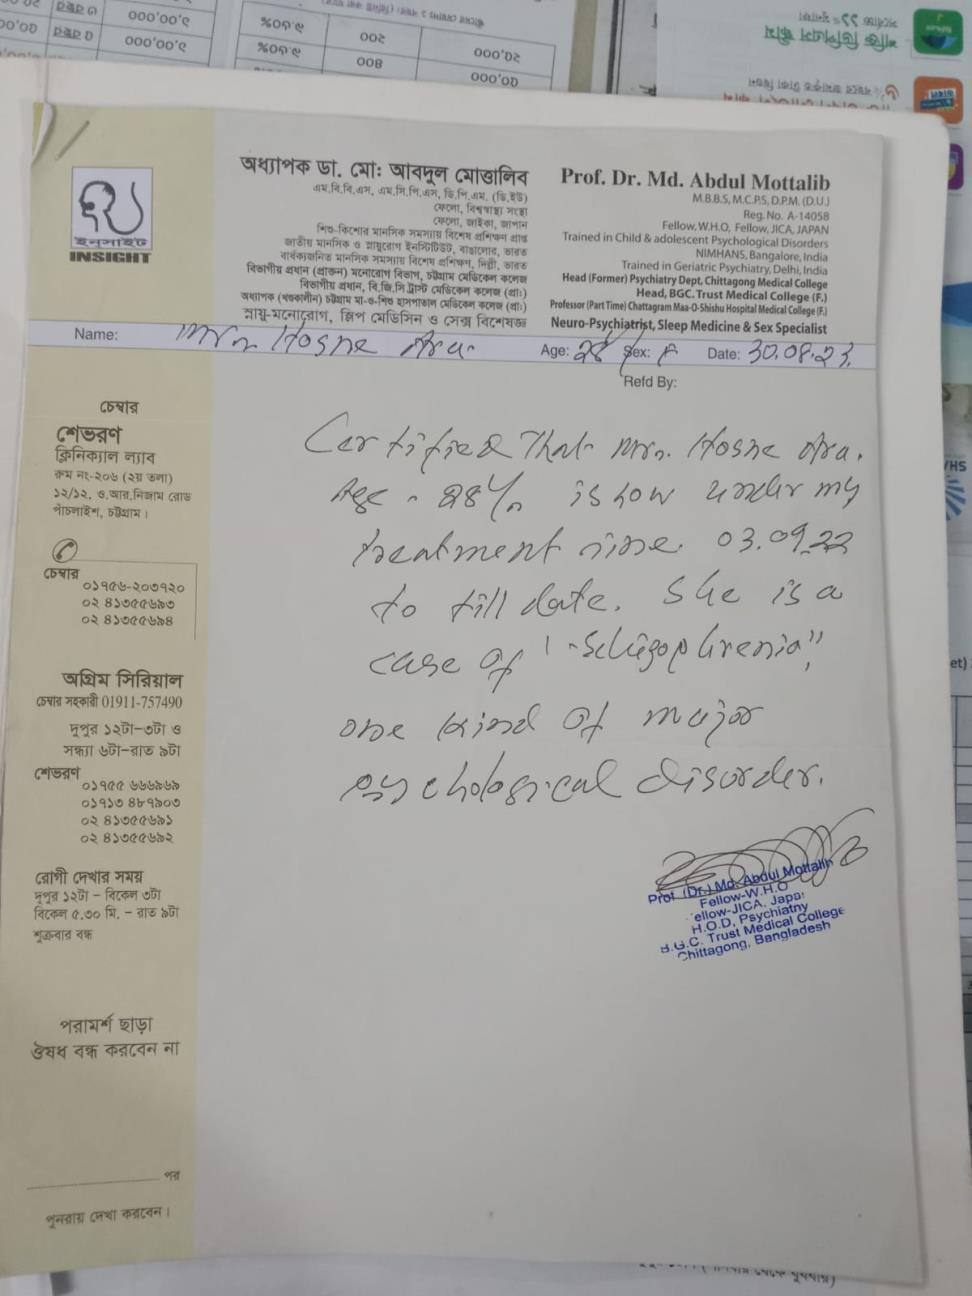 ইনসাইট
INSIGHT
অধ্যাপক ডা. মো: আবদুল মোত্তালিব
এম.বি.বি.এস, এম.সি.পি.এস, ডি.পি.এম. (ডি.ইউ)
ফেলো, বিশ্বস্বাস্থ্য সংস্থা
ফেলো, জাইকা, জাপান
শিশু-কিশোর মানসিক সমস্যায় বিশেষ প্রশিক্ষণ প্রাপ্ত
জাতীয় মানসিক ও স্নায়ুরোগ ইনস্টিটিউট, বাঙালোর, ভারত
বার্ধক্যজনিত মানসিক সমস্যায় বিশেষ প্রশিক্ষণ, দিল্লী, ভারত
বিভাগীয় প্রধান (প্রাক্তন) মনোরোগ বিভাগ, চট্টগ্রাম মেডিকেল কলেজ
বিভাগীয় প্রধান, বি.জি.সি ট্রাস্ট মেডিকেল কলেজ (প্রা:)
অধ্যাপক (খণ্ডকালীন) চট্টগ্রাম মা-ও-শিশু হাসপাতাল মেডিকেল কলেজ (প্রা:)
স্নায়ু-মনোরোগ, স্লিপ মেডিসিন ও সেক্স বিশেষজ্ঞ
Prof. Dr. Md. Abdul Mottalib
M.B.B.S, M.C.P.S, D.P.M. (D.U.)
Reg. No. A-14058
Fellow, W.H.O, Fellow, JICA, JAPAN
Trained in Child & adolescent Psychological Disorders
NIMHANS, Bangalore, India
Trained in Geriatric Psychiatry, Delhi, India
Head (Former) Psychiatry Dept, Chittagong Medical College
Head, BGC. Trust Medical College (F.)
Professor (Part Time) Chattagram Maa-O-Shishu Hospital Medical College (F.)
Neuro-Psychiatrist, Sleep Medicine & Sex Specialist
Name: Mrs. Hosne Ara. Age: 28 Sex: F Date: 30.08.23.
Refd By:
Certified That Mrs. Hosne Ara.
Age - 28 is now under my
treatment since 03.09.22
to till date. She is a
case of "Schizophrenia",
one kind of major
psychological disorder.
Prof. (Dr.) Md. Abdul Mottalib
Fellow-W.H.O
ellow-JICA, Japa
H.O.D, Psychiatry
B.G.C. Trust Medical College
Chittagong, Bangladesh
চেম্বার
শেভরণ
ক্লিনিক্যাল ল্যাব
রুম নং-২০৬ (২য় তলা)
১২/১২, ও.আর.নিজাম রোড
পাঁচলাইশ, চট্টগ্রাম।
চেম্বার
০১৭৫৬-২০৩৭২০
০২ ৪১৩৫৫৬৯৩
০২ ৪১৩৫৫৬৯৪
অগ্রিম সিরিয়াল
চেম্বার সহকারী 01911-757490
দুপুর ১২টা-৩টা ও
সন্ধ্যা ৬টা-রাত ৯টা
শেভরণ
০১৭৫৫ ৬৬৬৯৬৯
০১৭১৩ ৪৮৭৯০৩
০২ ৪১৩৫৫৬৯১
০২ ৪১৩৫৫৬৯২
রোগী দেখার সময়
দুপুর ১২টা - বিকেল ৩টা
বিকেল ৫.৩০ মি. - রাত ৯টা
শুক্রবার বন্ধ
পরামর্শ ছাড়া
ঔষধ বন্ধ করবেন না
পর
পুনরায় দেখা করবেন।